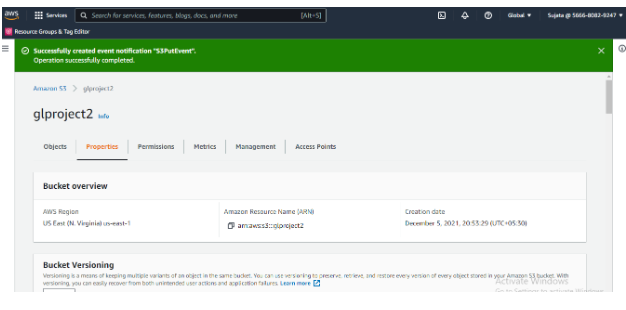 aws
Services
Search for services, features, blogs, docs, and more
[Alt+S]
Global
Sujata @ 5666-8082-0247
Resource Groups & Tag Editor
Successfully created event notification "S3PutEvent".
Operation successfully completed.
Amazon S3 > glproject2
glproject2 Info
Objects Properties Permissions Metrics Management Access Points
Bucket overview
AWS Region Amazon Resource Name (ARN) Creation date
US East (N. Virginia) us-east-1 arn:aws:s3:::glproject2 December 5, 2021, 20:53:29 (UTC+05:30)
Bucket Versioning
Versioning is a means of keeping multiple variants of an object in the same bucket. You can use versioning to preserve, retrieve, and restore every version of every object stored in your Amazon S3 bucket. With
versioning, you can easily recover from both unintended user actions and application failures. Learn more
Activate Windows
Go to Settings to activate Windows